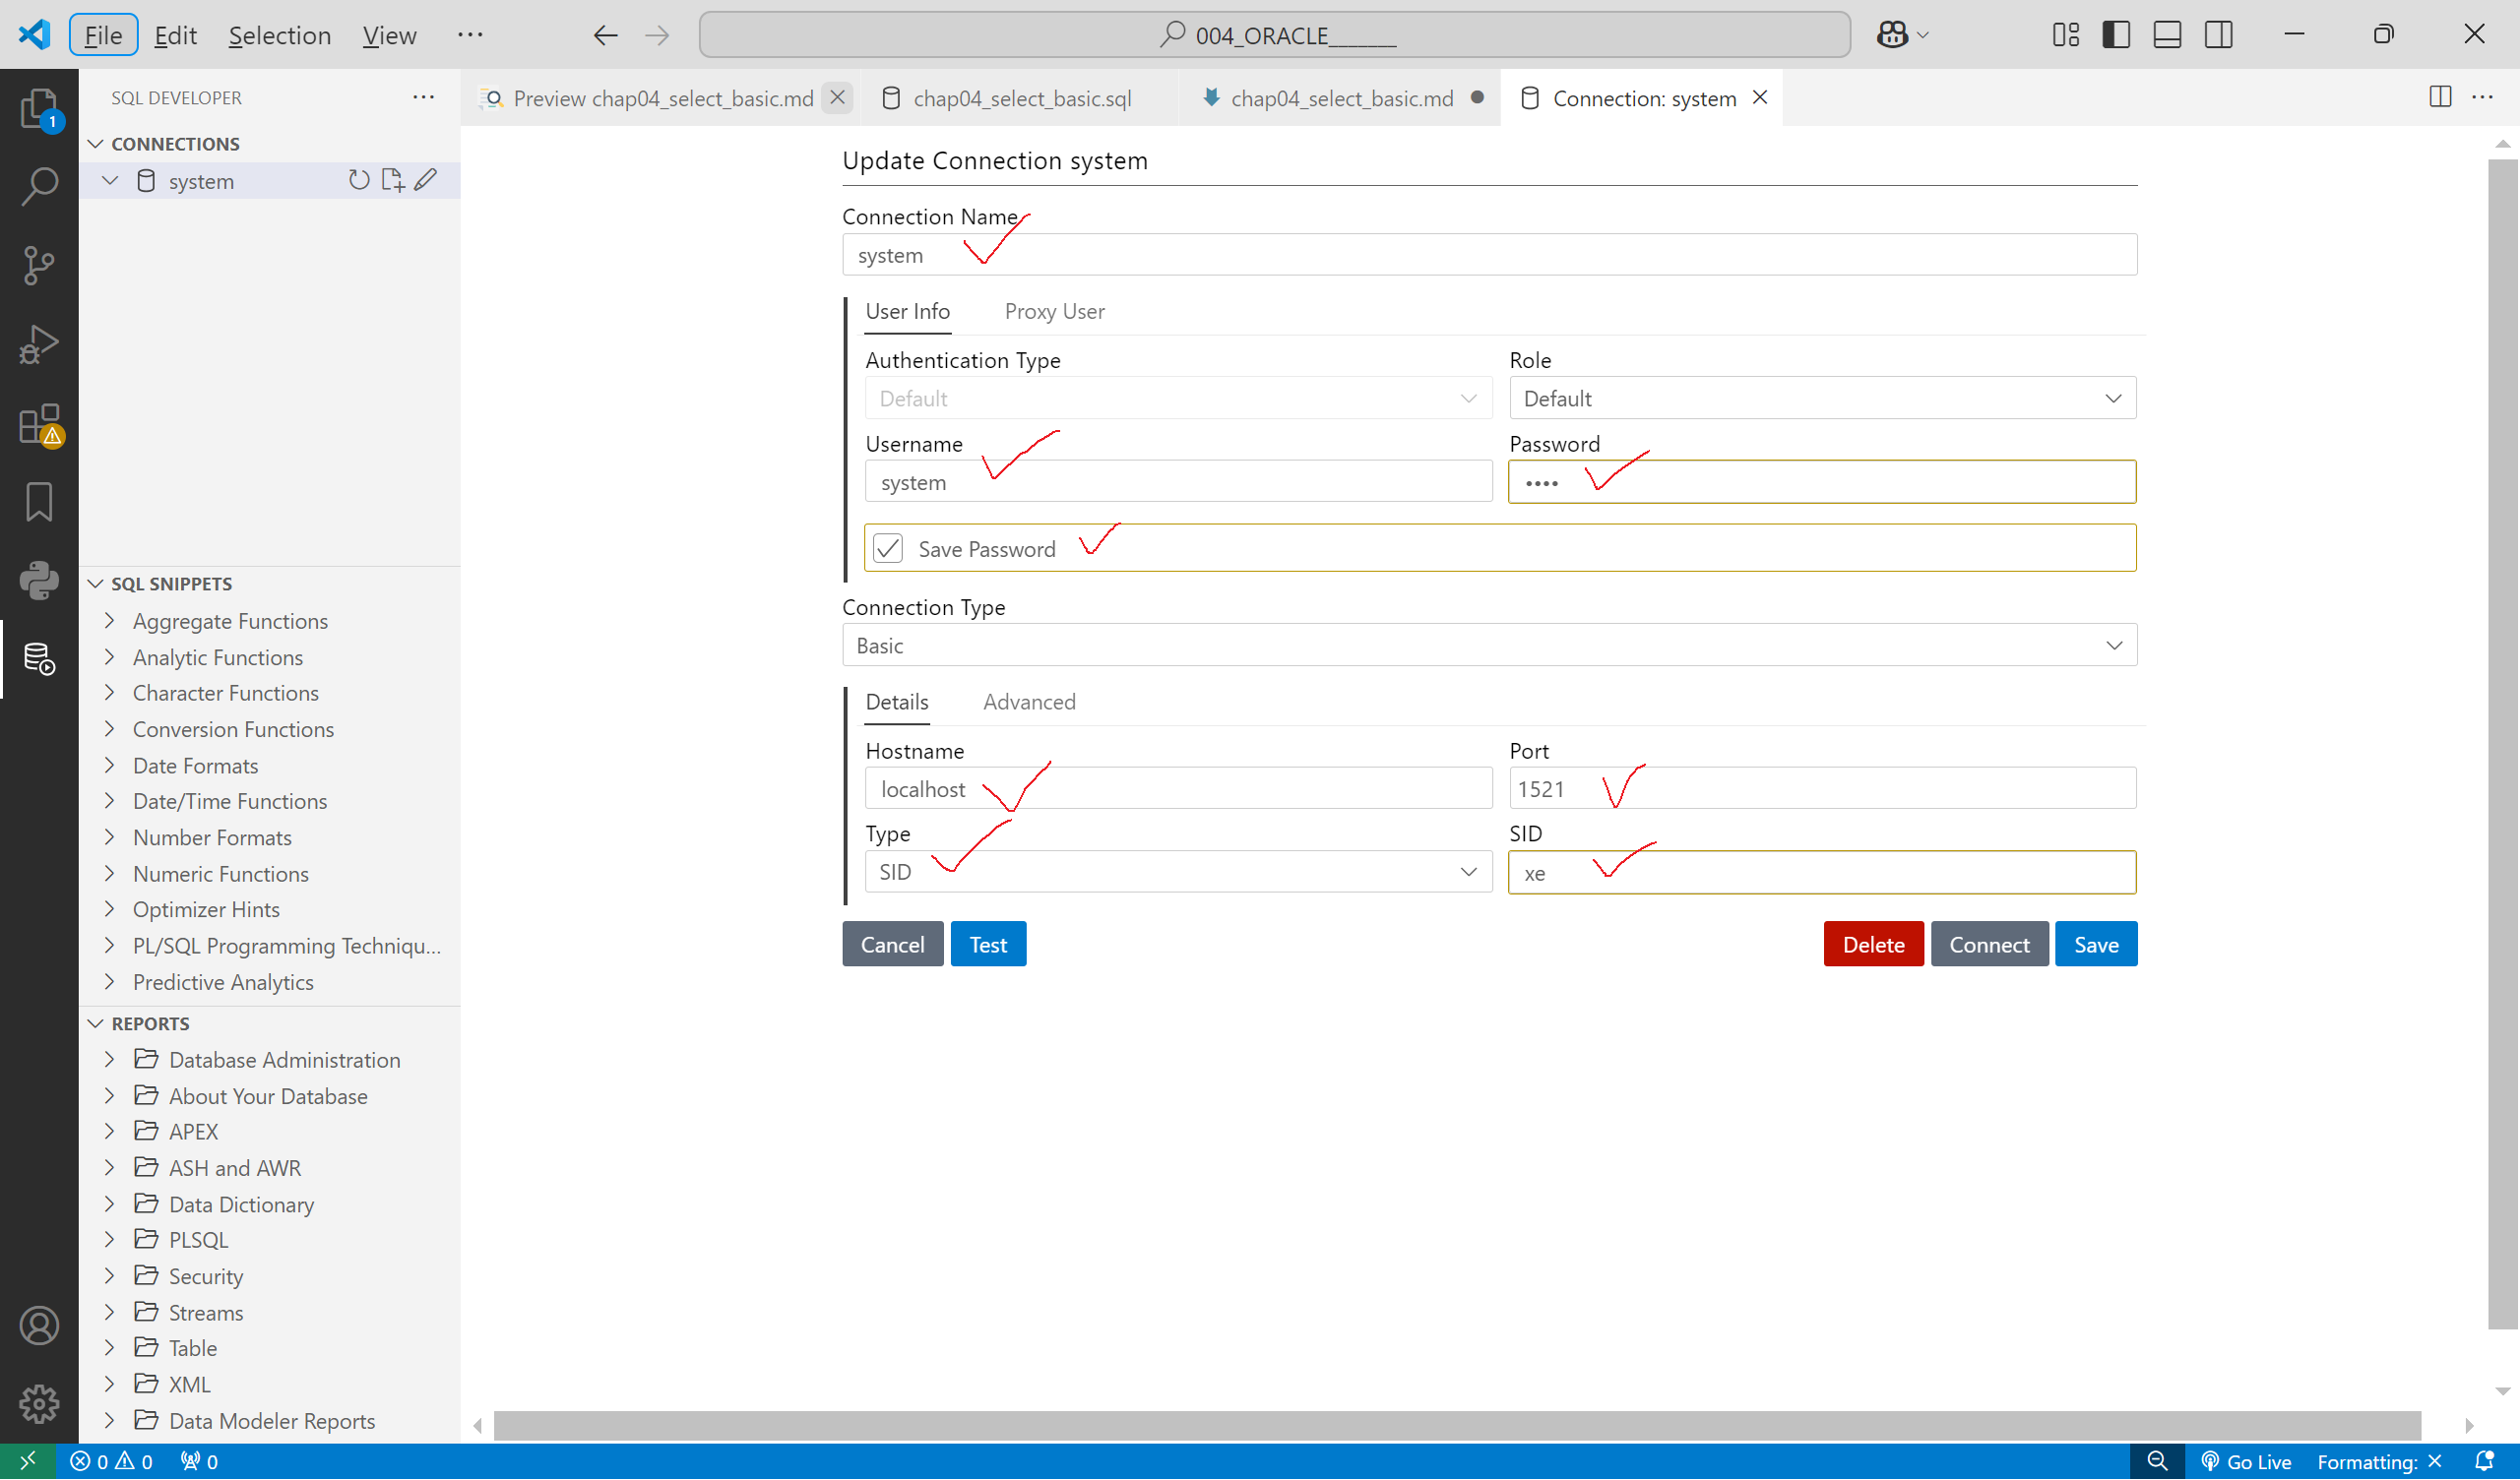 File Edit Selection View ··· 004_ORACLE_______
SQL DEVELOPER ···
Preview chap04_select_basic.md
chap04_select_basic.sql
chap04_select_basic.md
Connection: system
1
CONNECTIONS
system
SQL SNIPPETS
Aggregate Functions
Analytic Functions
Character Functions
Conversion Functions
Date Formats
Date/Time Functions
Number Formats
Numeric Functions
Optimizer Hints
PL/SQL Programming Techniqu...
Predictive Analytics
REPORTS
Database Administration
About Your Database
APEX
ASH and AWR
Data Dictionary
PLSQL
Security
Streams
Table
XML
Data Modeler Reports
Update Connection system
Connection Name
system
User Info Proxy User
Authentication Type Role
Default Default
Username Password
system ••••
Save Password
Connection Type
Basic
Details Advanced
Hostname Port
localhost 1521
Type SID
SID xe
Cancel Test Delete Connect Save
0 0 0 Go Live Formatting: ×